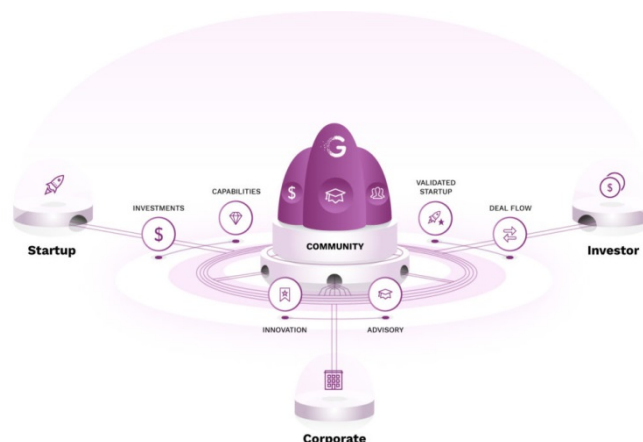 G
$
CAPABILITIES
VALIDATED
STARTUP
INVESTMENTS
DEAL FLOW
$
$
Startup
COMMUNITY
Investor
INNOVATION
ADVISORY
Corporate